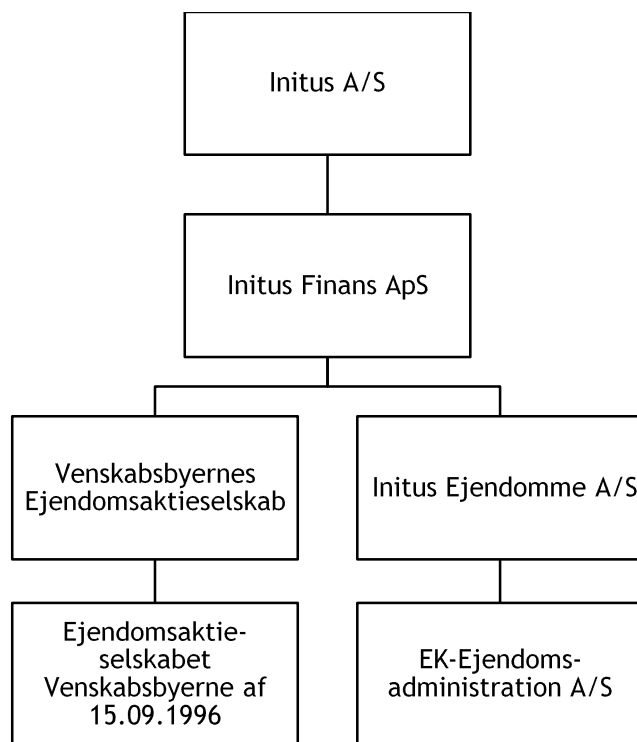 Initus A/S
Initus Finans ApS
Venskabsbyernes
Ejendomsaktieselskab
Initus Ejendomme A/S
Ejendomsaktie-
selskabet
Venskabsbyerne af
15.09.1996
EK-Ejendoms-
administration A/S